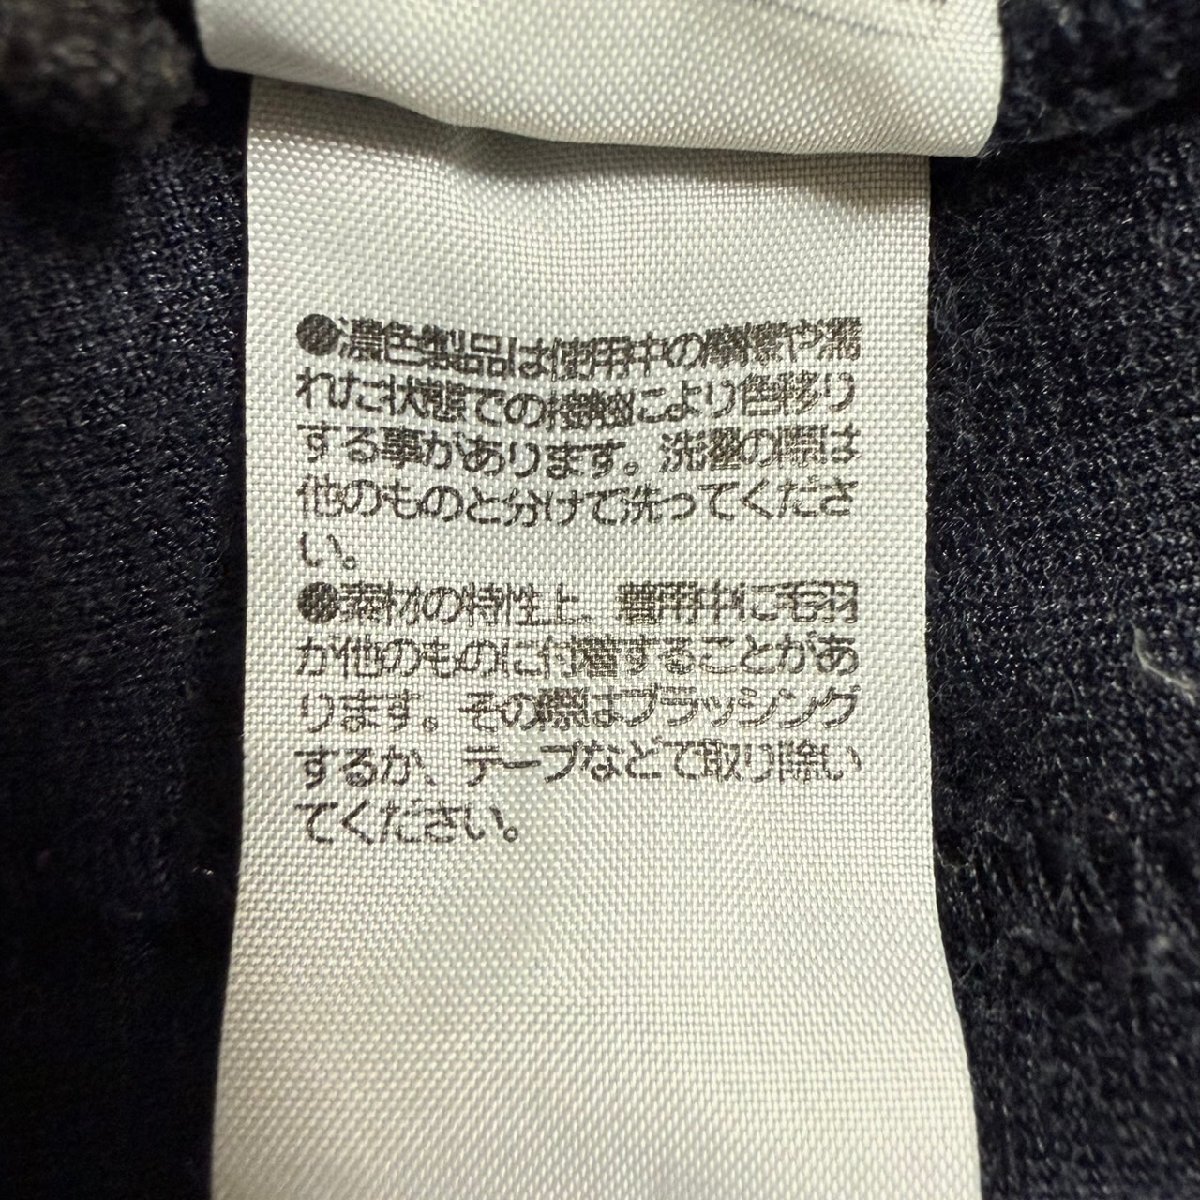 ●濃色製品は使用中の摩擦や濡
れた状態での接触により色移り
する事があります。洗濯の際は
他のものと分けて洗ってくださ
い。
●素材の特性上、着用中に毛羽
が他のものに付着することがあ
ります。その際はブラッシング
するか、テープなどで取り除い
てください。